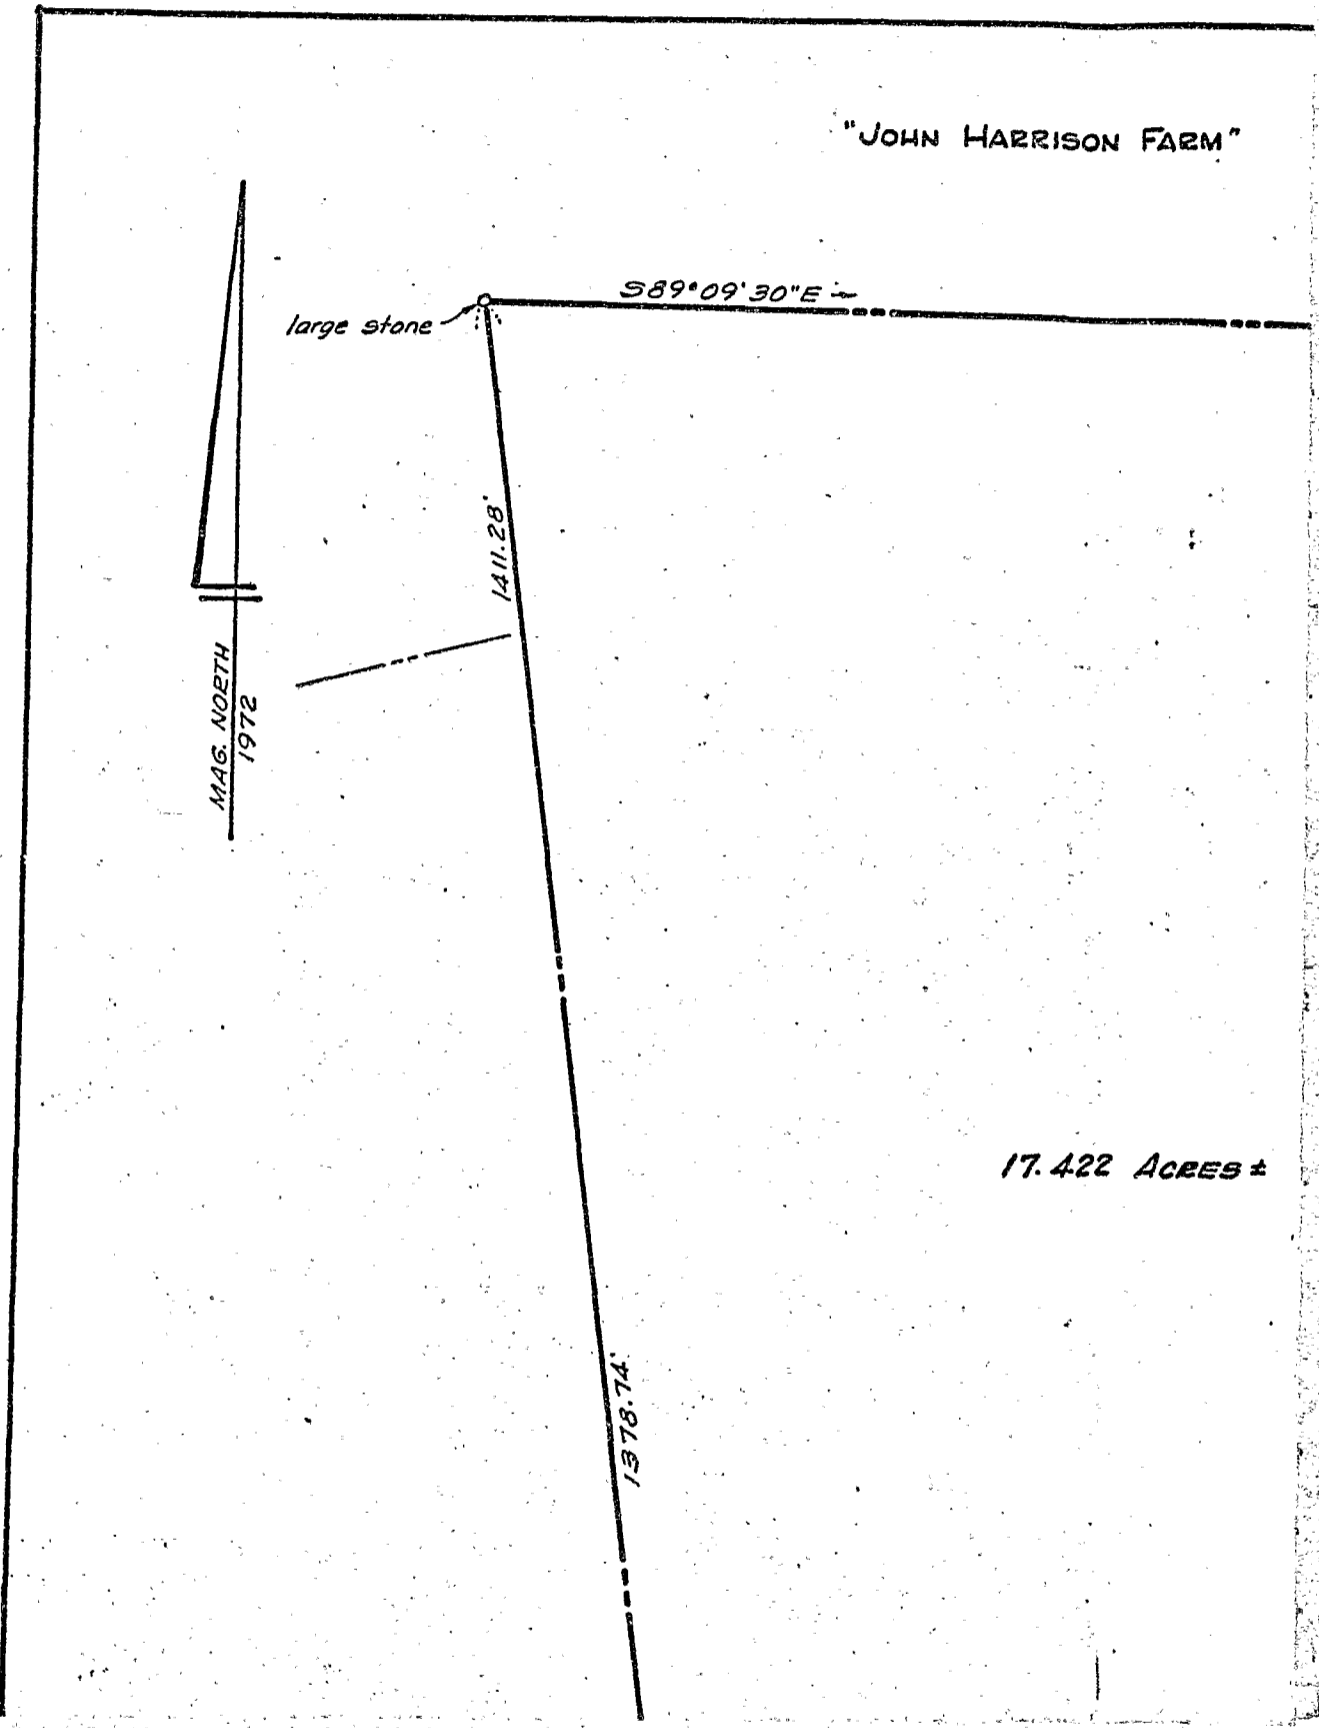 "JOHN HARRISON FARM"
S89°09'30"E
large stone
1411.28'
MAG. NORTH
1972
17.422 ACRES ±
1378.74'